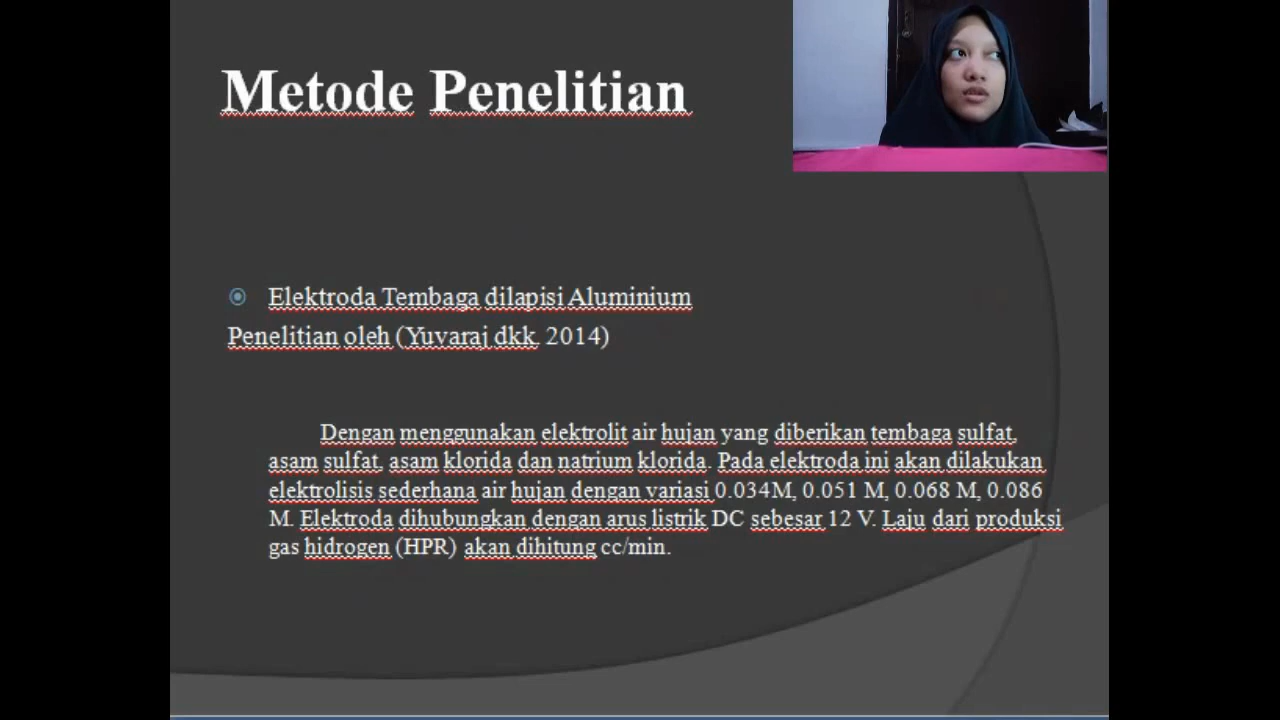 Metode Penelitian
Elektroda Tembaga dilapisi Aluminium
Penelitian oleh (Yuvaraj dkk. 2014)
Dengan menggunakan elektrolit air hujan yang diberikan tembaga sulfat,
asam sulfat, asam klorida dan natrium klorida. Pada elektroda ini akan dilakukan
elektrolisis sederhana air hujan dengan variasi 0.034M, 0.051 M, 0.068 M, 0.086
M. Elektroda dihubungkan dengan arus listrik DC sebesar 12 V. Laju dari produksi
gas hidrogen (HPR) akan dihitung cc/min.